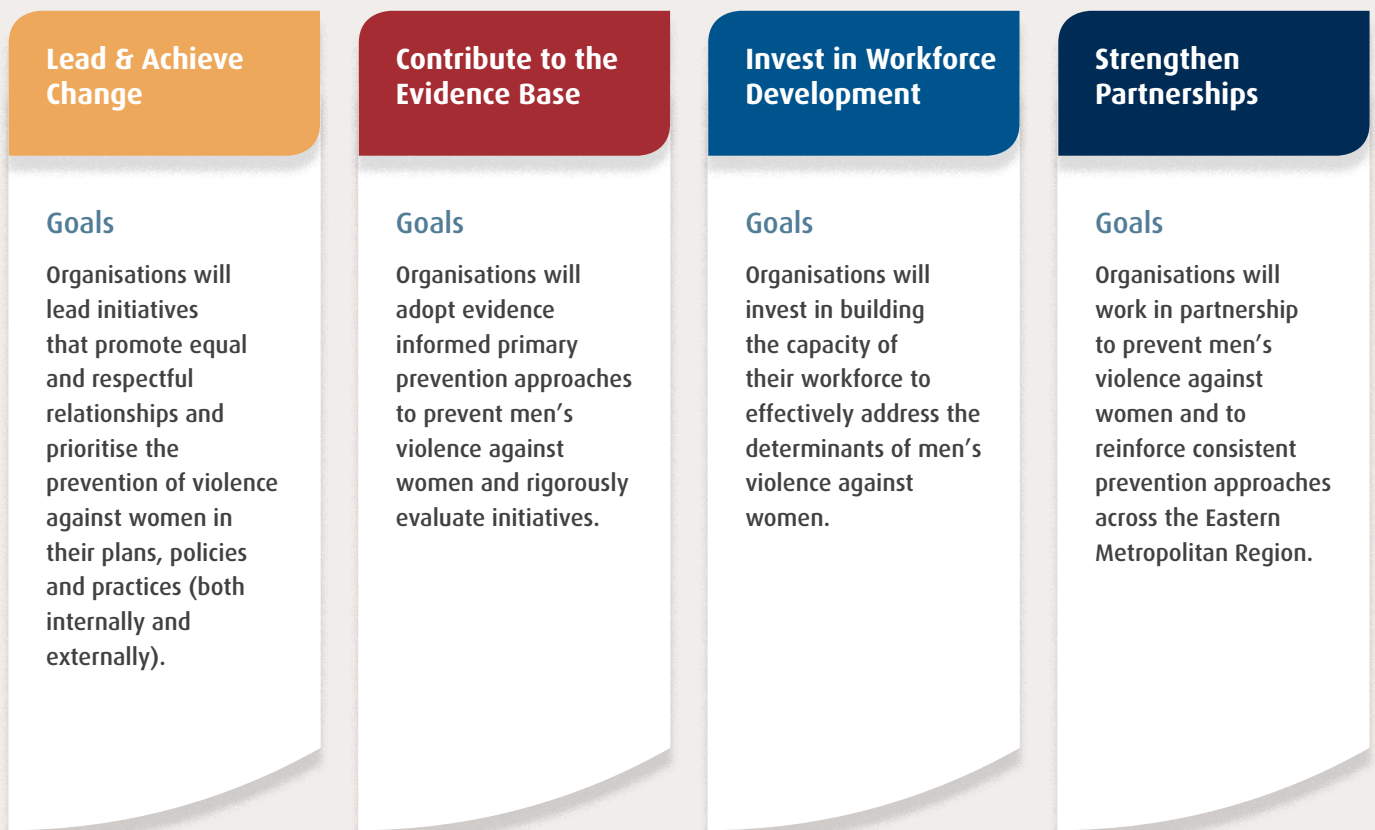 Lead & Achieve
Change
Goals
Organisations will
lead initiatives
that promote equal
and respectful
relationships and
prioritise the
prevention of violence
against women in
their plans, policies
and practices (both
internally and
externally).
Contribute to the
Evidence Base
Goals
Organisations will
adopt evidence
informed primary
prevention approaches
to prevent men's
violence against
women and rigorously
evaluate initiatives.
Invest in Workforce
Development
Goals
Organisations will
invest in building
the capacity of
their workforce to
effectively address the
determinants of men's
violence against
women.
Strengthen
Partnerships
Goals
Organisations will
work in partnership
to prevent men's
violence against
women and to
reinforce consistent
prevention approaches
across the Eastern
Metropolitan Region.